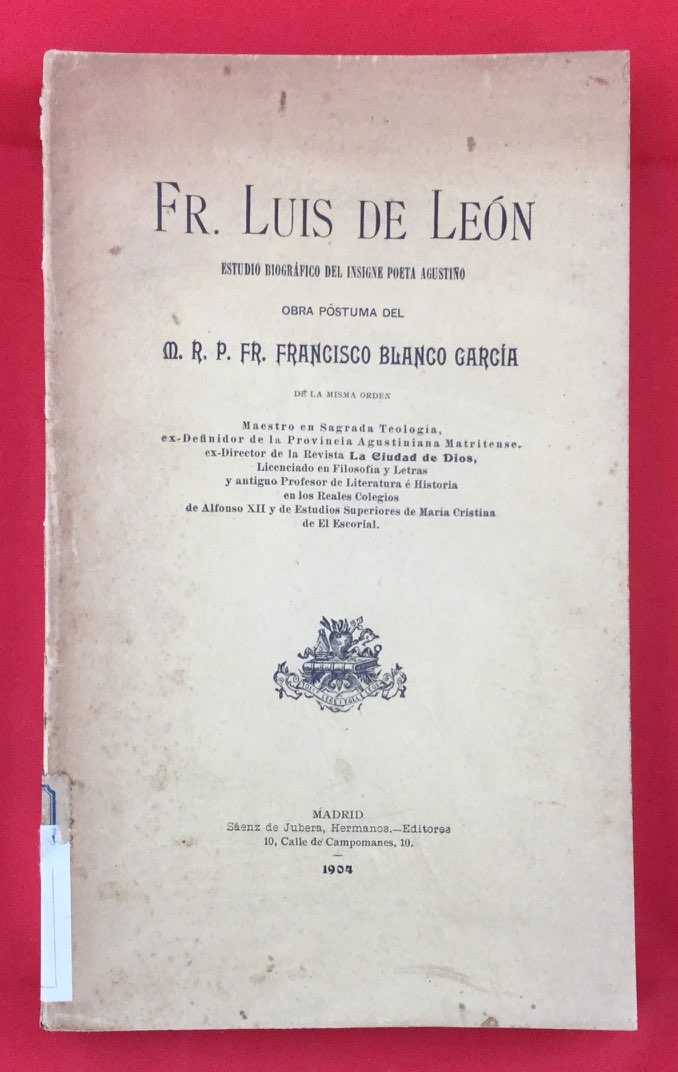 FR. LUIS DE LEÓN
ESTUDIO BIOGRÁFICO DEL INSIGNE POETA AGUSTIÑO
OBRA PÓSTUMA DEL
M. R. P. FR. FRANCISCO BLANCO GARCÍA
DE LA MISMA ORDEN
Maestro en Sagrada Teología,
ex-Definidor de la Provincia Agustiniana Matritense,
ex-Director de la Revista La Ciudad de Dios,
Licenciado en Filosofía y Letras
y antiguo Profesor de Literatura é Historia
en los Reales Colegios
de Alfonso XII y de Estudios Superiores de María Cristina
de El Escorial.
MADRID
Sáenz de Jubera, Hermanos.—Editores
10, Calle de Campomanes, 10.
1904